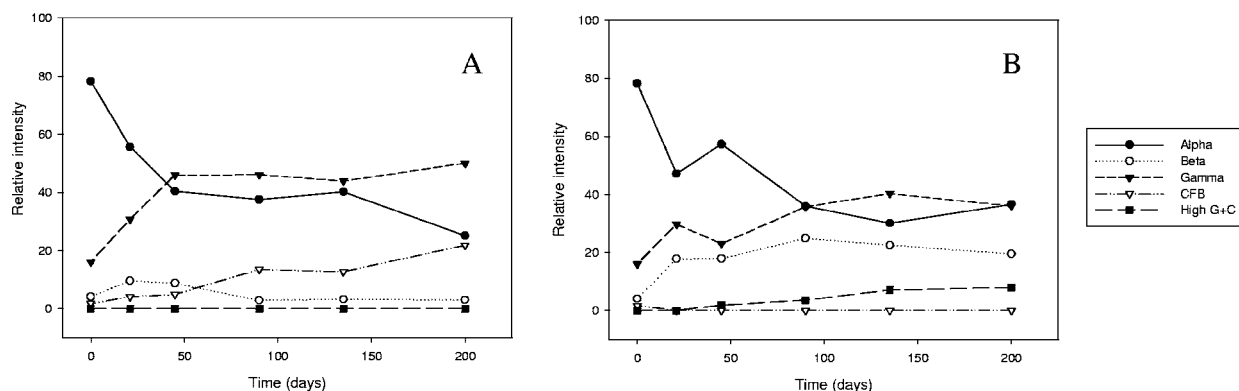 A
Relative intensity
100
80
60
40
20
0
0 50 100 150 200
Time (days)
B
Relative intensity
100
80
60
40
20
0
0 50 100 150 200
Time (days)
Alpha
Beta
Gamma
CFB
High G+C